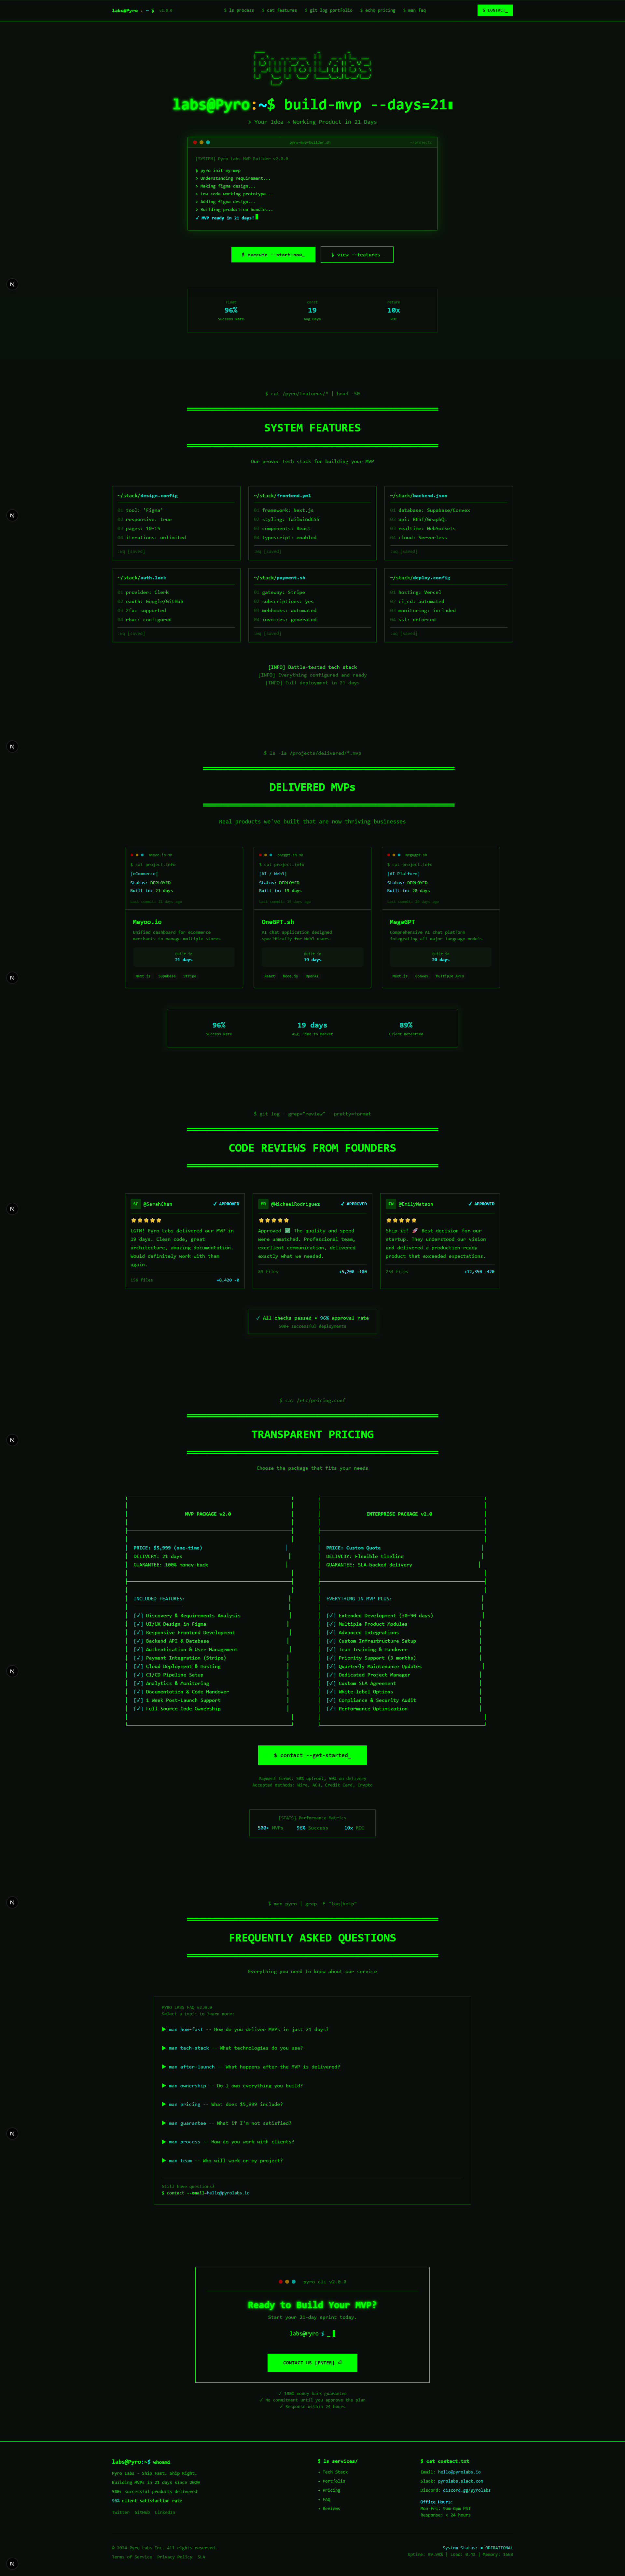 labs@Pyro : ~ $ v2.0.0
$ ls process $ cat features $ git log portfolio $ echo pricing $ man faq
$ CONTACT_
Pyro Labs
labs@Pyro:~$ build-mvp --days=21
> Your Idea → Working Product in 21 Days
pyro-mvp-builder.sh
[SYSTEM] Pyro Labs MVP Builder v2.0.0
$ pyro init my-mvp
> Understanding requirement...
> Making figma design...
> Low code working prototype...
> Adding figma design...
> Building production bundle...
✓ MVP ready in 21 days!
$ execute --start-now_ $ view --features_
96% 19 10x
Success Rate Avg Days ROI
$ cat /pyro/features/* | head -50
SYSTEM FEATURES
Our proven tech stack for building your MVP
~/stack/design.config
01 tool: 'Figma'
02 responsive: true
03 pages: 10-15
04 iterations: unlimited
:wq [saved]
~/stack/frontend.yml
01 framework: Next.js
02 styling: TailwindCSS
03 components: React
04 typescript: enabled
:wq [saved]
~/stack/backend.json
01 database: Supabase/Convex
02 api: REST/GraphQL
03 realtime: WebSockets
04 cloud: Serverless
:wq [saved]
~/stack/auth.lock
01 provider: Clerk
02 oauth: Google/GitHub
03 2fa: supported
04 rbac: configured
:wq [saved]
~/stack/payment.sh
01 gateway: Stripe
02 subscriptions: yes
03 webhooks: automated
04 invoices: generated
:wq [saved]
~/stack/deploy.config
01 hosting: Vercel
02 ci_cd: automated
03 monitoring: included
04 ssl: enforced
:wq [saved]
[INFO] Battle-tested tech stack
[INFO] Everything configured and ready
[INFO] Full deployment in 21 days
$ ls -la /projects/delivered/*.mvp
DELIVERED MVPs
Real products we've built that are now thriving businesses
meyoo.io.sh
$ cat project.info
[eCommerce]
Status: DEPLOYED
Built in: 21 days
Meyoo.io
Unified dashboard for eCommerce
merchants to manage multiple stores
Built in
21 days
Next.js Supabase Stripe
onegpt.sh.sh
$ cat project.info
[AI / Web3]
Status: DEPLOYED
Built in: 19 days
OneGPT.sh
AI chat application designed
specifically for Web3 users
Built in
19 days
React Node.js OpenAI
megagpt.sh
$ cat project.info
[AI Platform]
Status: DEPLOYED
Built in: 20 days
MegaGPT
Comprehensive AI chat platform
integrating all major language models
Built in
20 days
Next.js Convex Multiple APIs
96% 19 days 89%
Success Rate Avg. Time to Market Client Retention
$ git log --grep="review" --pretty=format
CODE REVIEWS FROM FOUNDERS
SC @SarahChen ✓ APPROVED
⭐⭐⭐⭐⭐
LGTM! Pyro Labs delivered our MVP in
19 days. Clean code, great
architecture, amazing documentation.
Would definitely work with them
again.
156 files +8,420 -0
MR @MichaelRodriguez ✓ APPROVED
⭐⭐⭐⭐⭐
Approved ✅ The quality and speed
were unmatched. Professional team,
excellent communication, delivered
exactly what we needed.
89 files +5,200 -180
EW @EmilyWatson ✓ APPROVED
⭐⭐⭐⭐⭐
Ship it! 🚀 Best decision for our
startup. They understood our vision
and delivered a production-ready
product that exceeded expectations.
234 files +12,350 -420
✓ All checks passed • 96% approval rate
500+ successful deployments
$ cat /etc/pricing.conf
TRANSPARENT PRICING
Choose the package that fits your needs
MVP PACKAGE v2.0
PRICE: $5,999 (one-time)
DELIVERY: 21 days
GUARANTEE: 100% money-back
INCLUDED FEATURES:
[✓] Discovery & Requirements Analysis
[✓] UI/UX Design in Figma
[✓] Responsive Frontend Development
[✓] Backend API & Database
[✓] Authentication & User Management
[✓] Payment Integration (Stripe)
[✓] Cloud Deployment & Hosting
[✓] CI/CD Pipeline Setup
[✓] Analytics & Monitoring
[✓] Documentation & Code Handover
[✓] 1 Week Post-Launch Support
[✓] Full Source Code Ownership
ENTERPRISE PACKAGE v2.0
PRICE: Custom Quote
DELIVERY: Flexible timeline
GUARANTEE: SLA-backed delivery
EVERYTHING IN MVP PLUS:
[✓] Extended Development (30-90 days)
[✓] Multiple Product Modules
[✓] Advanced Integrations
[✓] Custom Infrastructure Setup
[✓] Team Training & Handover
[✓] Priority Support (3 months)
[✓] Quarterly Maintenance Updates
[✓] Dedicated Project Manager
[✓] Custom SLA Agreement
[✓] White-label Options
[✓] Compliance & Security Audit
[✓] Performance Optimization
$ contact --get-started_
Payment terms: 50% upfront, 50% on delivery
Accepted methods: Wire, ACH, Credit Card, Crypto
[STATS] Performance Metrics
500+ MVPs 96% Success 10x ROI
$ man pyro | grep -E "faq|help"
FREQUENTLY ASKED QUESTIONS
Everything you need to know about our service
PYRO LABS FAQ v2.0.0
Select a topic to learn more:
▶ man how-fast -- How do you deliver MVPs in just 21 days?
▶ man tech-stack -- What technologies do you use?
▶ man after-launch -- What happens after the MVP is delivered?
▶ man ownership -- Do I own everything you build?
▶ man pricing -- What does $5,999 include?
▶ man guarantee -- What if I'm not satisfied?
▶ man process -- How do you work with clients?
▶ man team -- Who will work on my project?
Still have questions?
$ contact --email=hello@pyrolabs.io
pyro-cli v2.0.0
Ready to Build Your MVP?
Start your 21-day sprint today.
labs@Pyro $ _
CONTACT US [ENTER] ⏎
✓ 100% money-back guarantee
✓ No commitment until you approve the plan
✓ Response within 24 hours
labs@Pyro:~$ whoami
Pyro Labs - Ship Fast. Ship Right.
Building MVPs in 21 days since 2020
500+ successful products delivered
96% client satisfaction rate
Twitter GitHub LinkedIn
$ ls services/
→ Tech Stack
→ Portfolio
→ Pricing
→ FAQ
→ Reviews
$ cat contact.txt
Email: hello@pyrolabs.io
Slack: pyrolabs.slack.com
Discord: discord.gg/pyrolabs
Office Hours:
Mon-Fri: 9am-6pm PST
Response: < 24 hours
© 2024 Pyro Labs Inc. All rights reserved.
Terms of Service Privacy Policy SLA
System Status: ● OPERATIONAL
Uptime: 99.99% | Load: 0.42 | Memory: 16GB